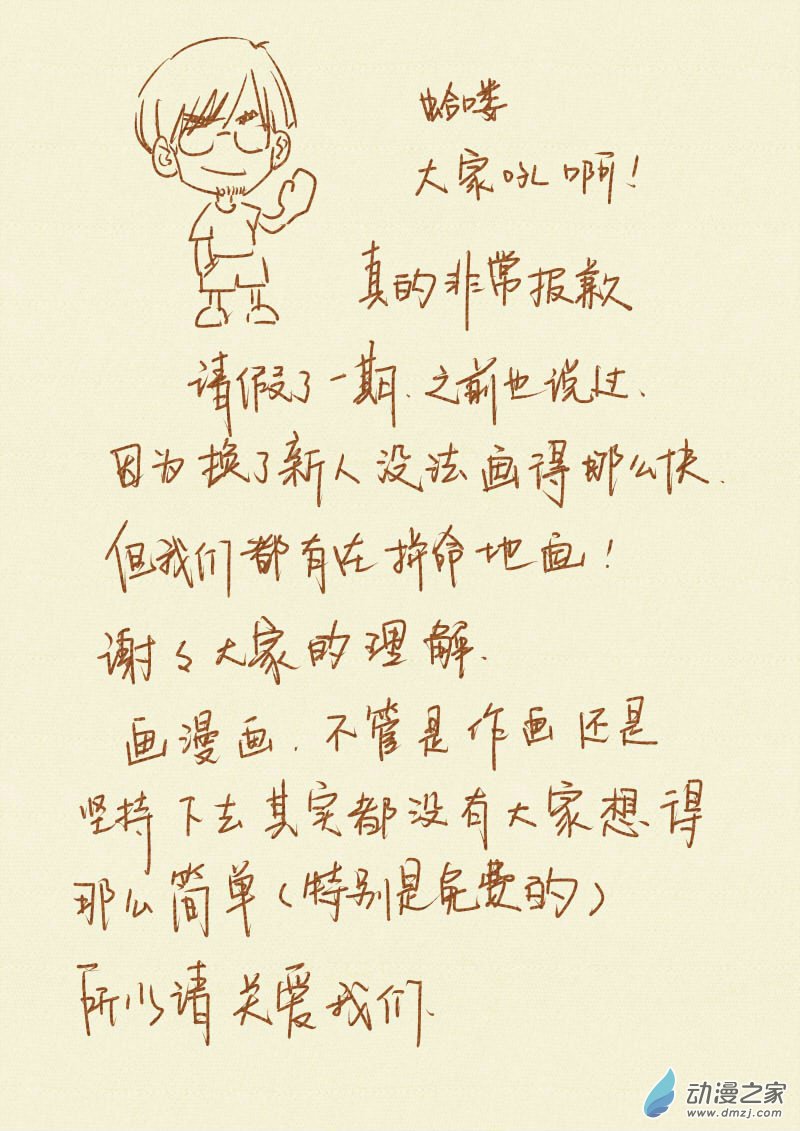 蛤喽
大家吼啊!
真的非常报歉
请假了一期.之前也说过.
因为换了新人没法画得那么快.
但我们都有在拼命地画!
谢々大家的理解.
画漫画.不管是作画还是
坚持下去其实都没有大家想得
那么简单(特别是免费的)
所以请关爱我们.
动漫之家
www.dmzj.com